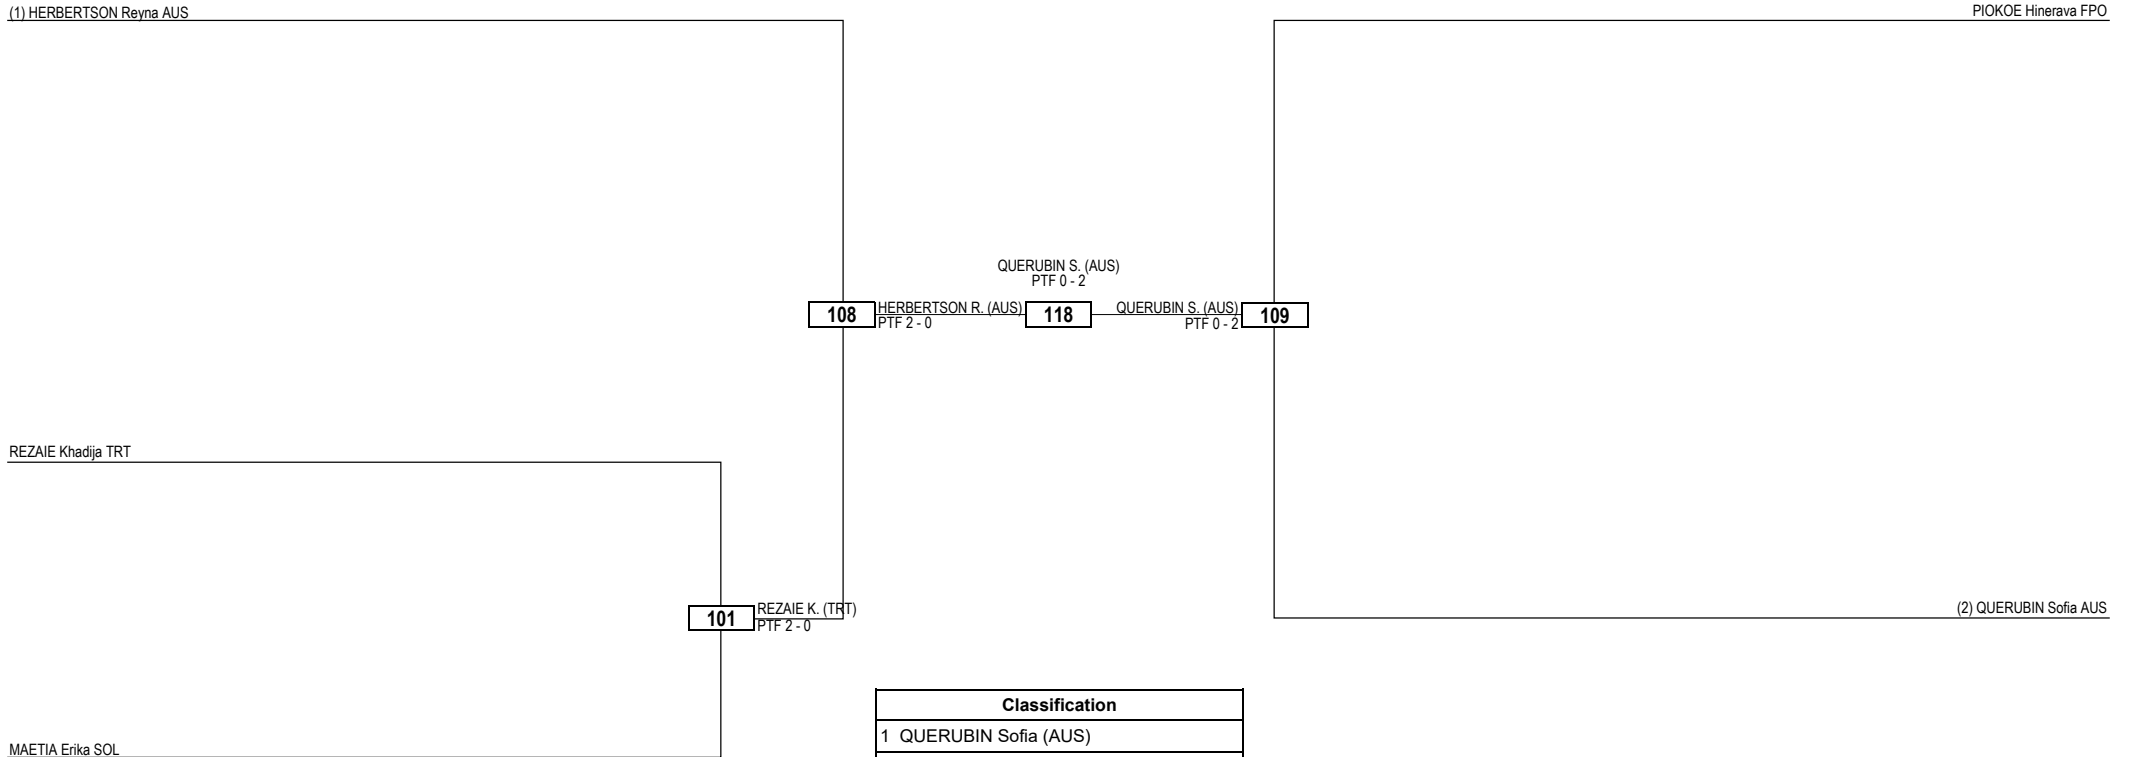 (1) HERBERTSON Reyna AUS
PIOKOE Hinerava FPO
QUERUBIN S. (AUS)
PTF 0 - 2
108
HERBERTSON R. (AUS)
PTF 2 - 0
118
QUERUBIN S. (AUS)
PTF 0 - 2
109
REZAIE Khadija TRT
101
REZAIE K. (TRT)
PTF 2 - 0
(2) QUERUBIN Sofia AUS
Classification
1 QUERUBIN Sofia (AUS)
MAETIA Erika SOL